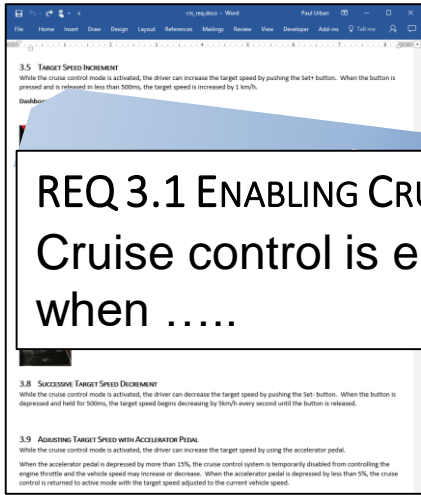 crs_req.docx - Word Paul Urban
File Home Insert Draw Design Layout References Mailings Review View Developer Add-ins Tell me
3.5 TARGET SPEED INCREMENT
While the cruise control mode is activated, the driver can increase the target speed by pushing the Set+ button. When the button is
pressed and is released in less than 500ms, the target speed is increased by 1 km/h.
Dashbo
REQ 3.1 ENABLING CRU
Cruise control is e
when …..
3.8 SUCCESSIVE TARGET SPEED DECREMENT
While the cruise control mode is activated, the driver can decrease the target speed by pushing the Set- button. When the button is
depressed and held for 500ms, the target speed begins decreasing by 5km/h every second until the button is released.
3.9 ADJUSTING TARGET SPEED WITH ACCELERATOR PEDAL
While the cruise control mode is activated, the driver can increase the target speed by using the accelerator pedal.
When the accelerator pedal is depressed by more than 15%, the cruise control system is temporarily disabled from controlling the
engine throttle and the vehicle speed may increase or decrease. When the accelerator pedal is depressed by less than 5%, the cruise
control is returned to active mode with the target speed adjusted to the current vehicle speed.